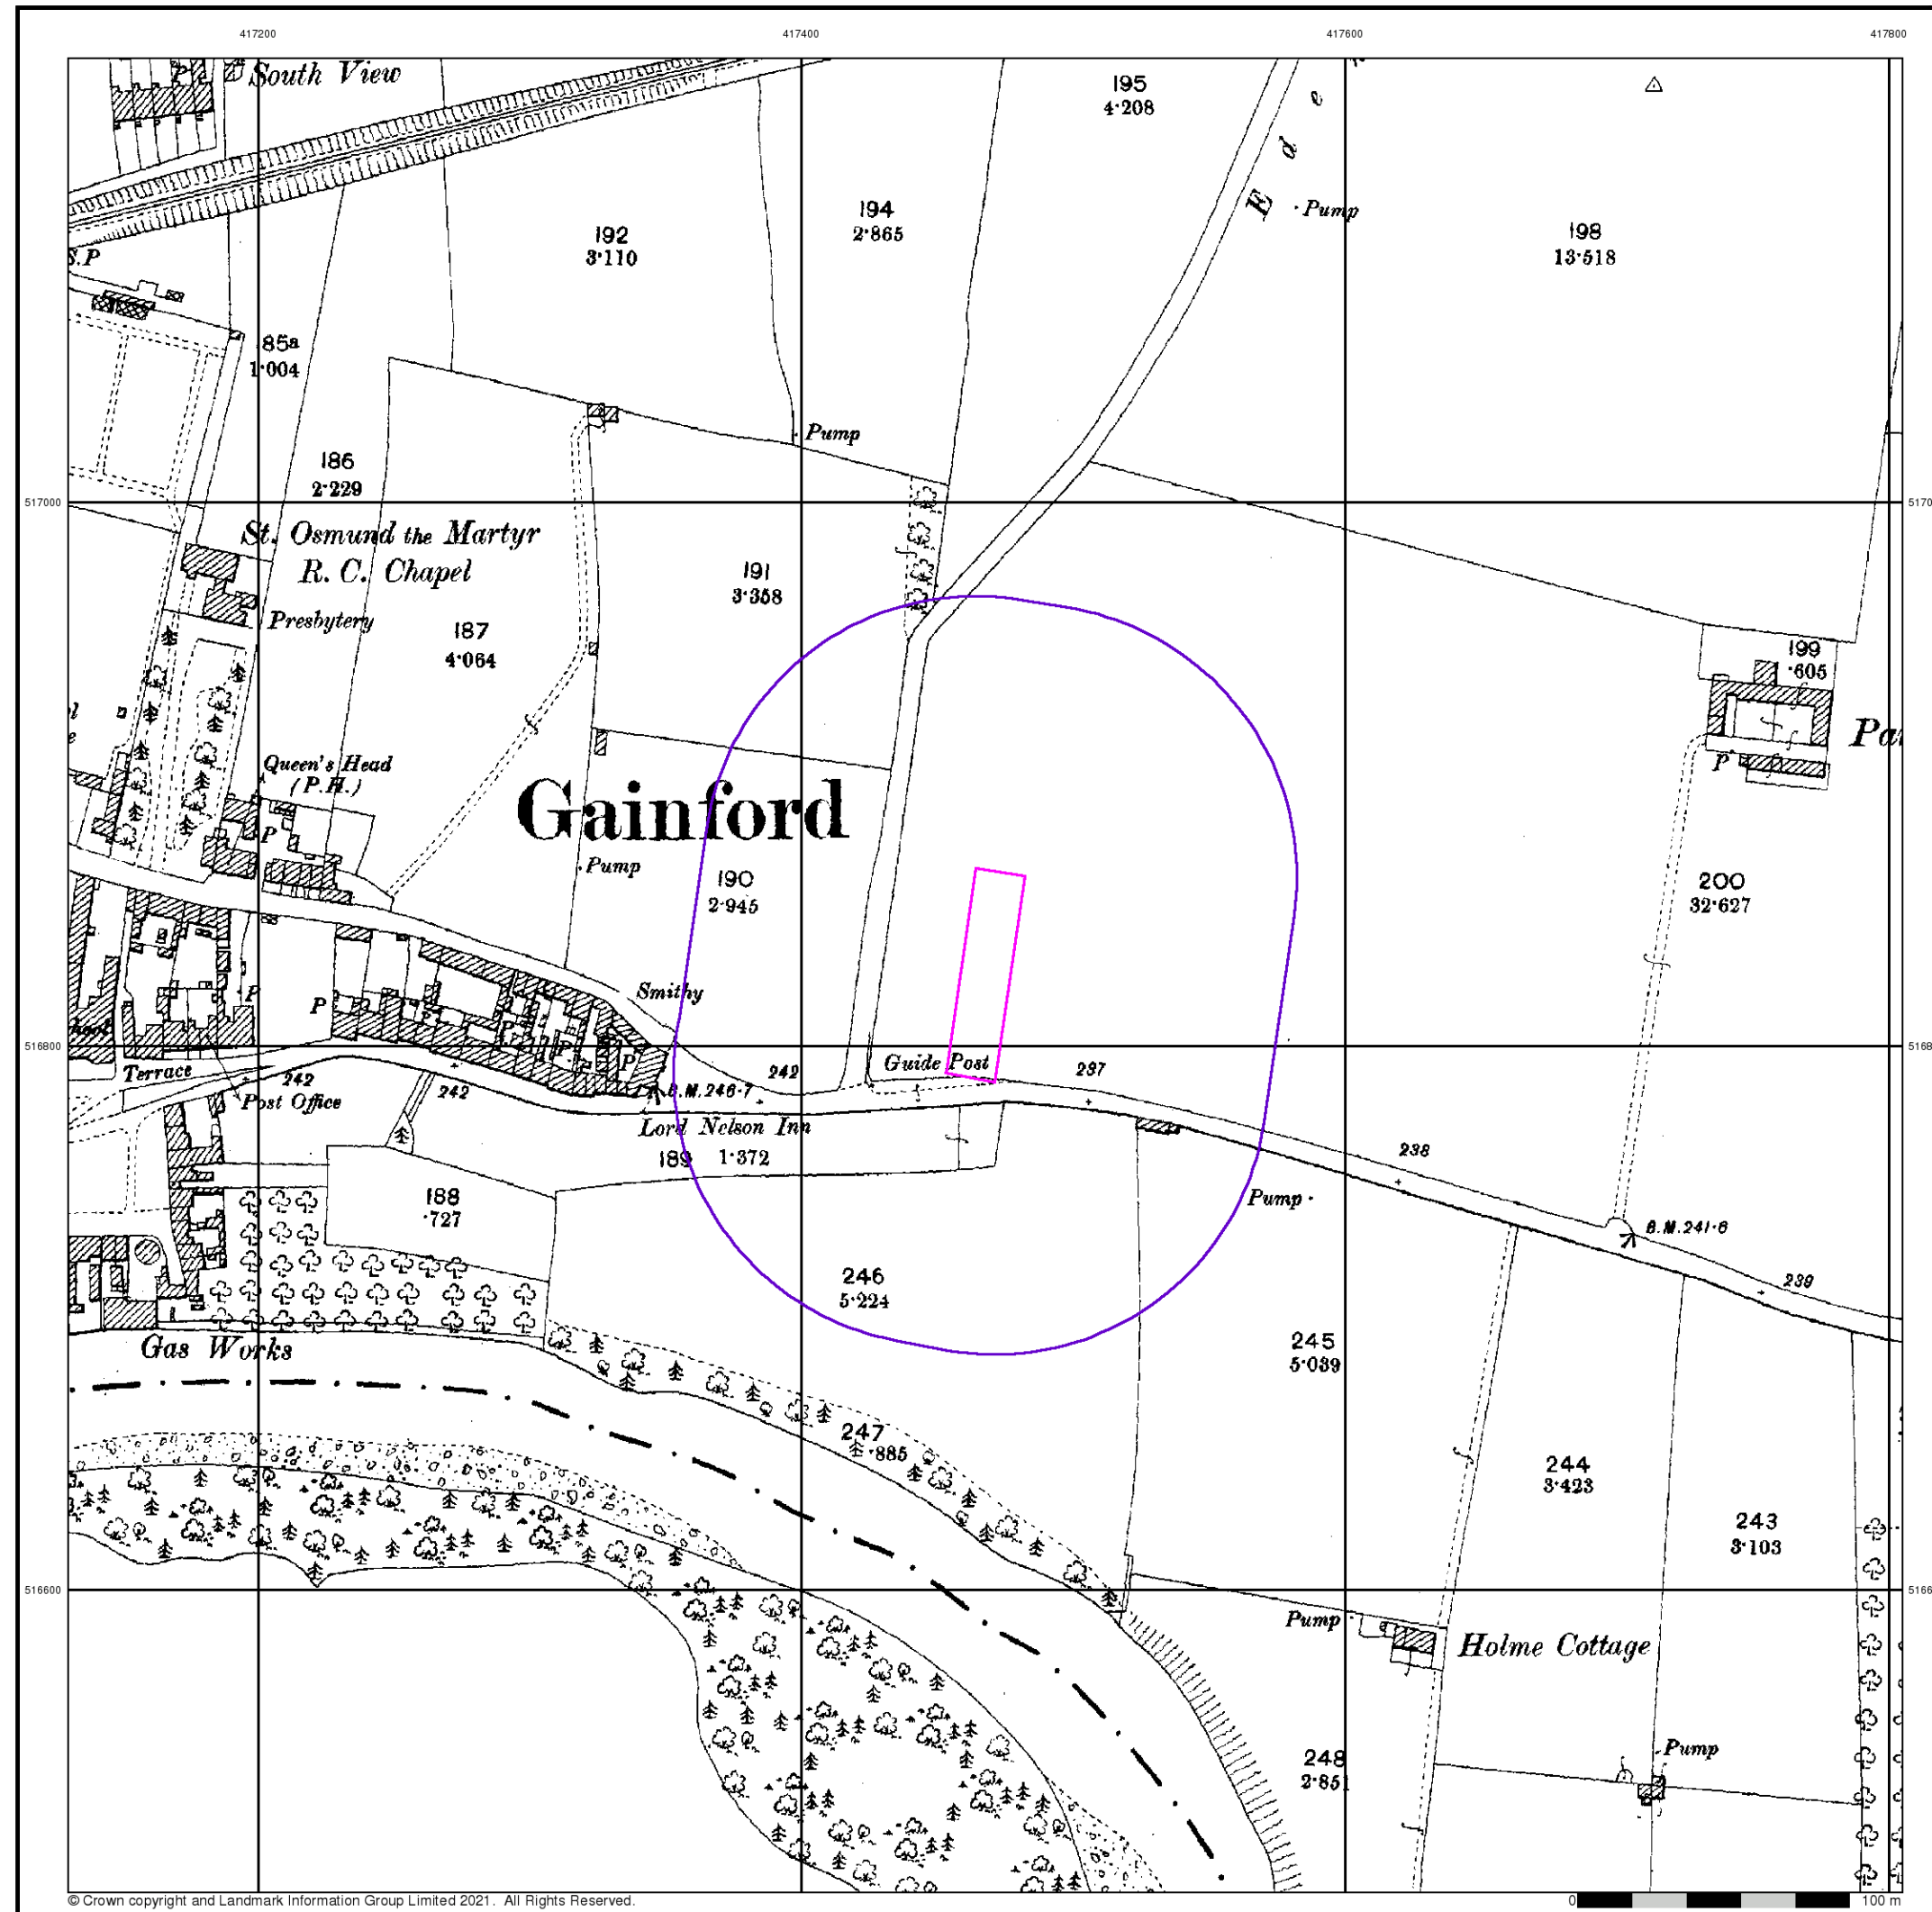 417200 417400 417600 417800
South View
P
195
4·208
E d e
Pump
194
2·865
192
3·110
198
13·518
S.P
85a
1·004
Pump
186
2·229
517000
St. Osmund the Martyr
R. C. Chapel
191
3·358
Presbytery
187
4·064
199
·605
P
Queen's Head
(P.H.)
P
Gainford
Pump
190
2·945
200
32·627
Smithy
P
P
P
P
P
516800
Terrace
242
Post Office
242
B.M. 246·7
242
Guide Post
237
Lord Nelson Inn
189 1·372
238
188
·727
Pump
B.M. 241·6
239
246
5·224
Gas Works
245
5·039
247
·885
244
3·423
243
3·103
516600
Pump
Holme Cottage
248
2·851
Pump
© Crown copyright and Landmark Information Group Limited 2021. All Rights Reserved.
0 100 m